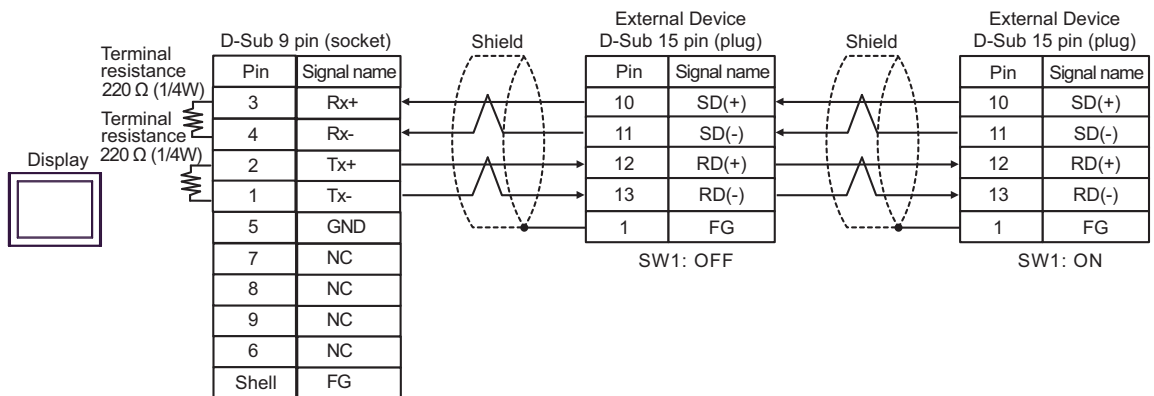 Terminal
resistance
220 Ω (1/4W)
Terminal
resistance
220 Ω (1/4W)
Display
D-Sub 9 pin (socket)
Pin Signal name
3 Rx+
4 Rx-
2 Tx+
1 Tx-
5 GND
7 NC
8 NC
9 NC
6 NC
Shell FG
Shield
External Device
D-Sub 15 pin (plug)
Pin Signal name
10 SD(+)
11 SD(-)
12 RD(+)
13 RD(-)
1 FG
SW1: OFF
Shield
External Device
D-Sub 15 pin (plug)
Pin Signal name
10 SD(+)
11 SD(-)
12 RD(+)
13 RD(-)
1 FG
SW1: ON